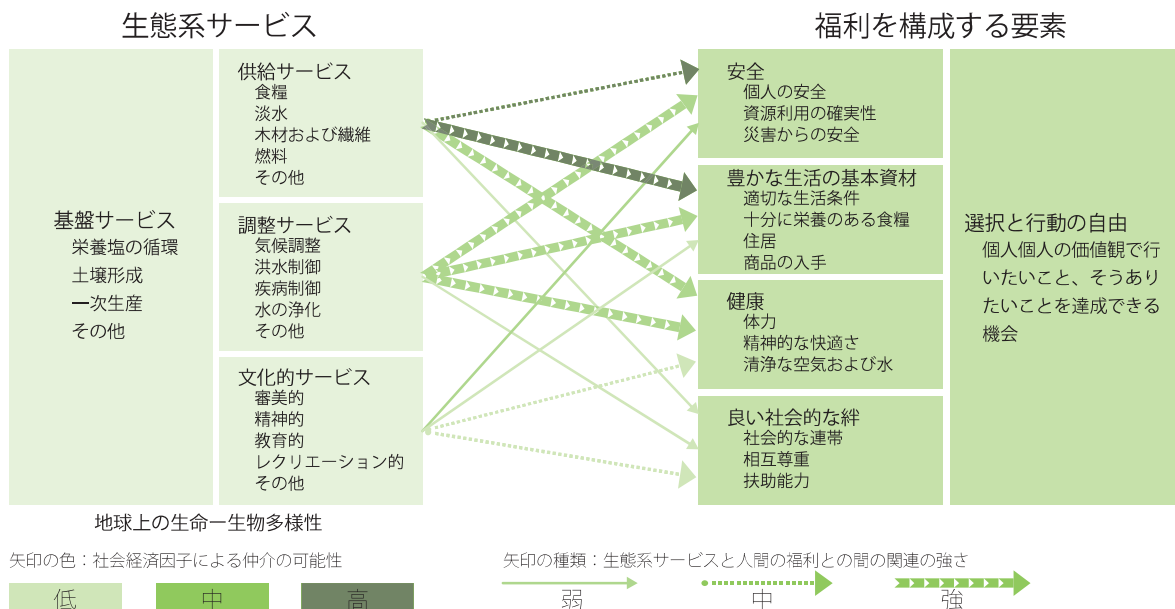 生態系サービス
福利を構成する要素
基盤サービス
栄養塩の循環
土壌形成
一次生産
その他
供給サービス
食糧
淡水
木材および繊維
燃料
その他
調整サービス
気候調整
洪水制御
疾病制御
水の浄化
その他
文化的サービス
審美的
精神的
教育的
レクリエーション的
その他
安全
個人の安全
資源利用の確実性
災害からの安全
豊かな生活の基本資材
適切な生活条件
十分に栄養のある食糧
住居
商品の入手
健康
体力
精神的な快適さ
清浄な空気および水
良い社会的な絆
社会的な連帯
相互尊重
扶助能力
選択と行動の自由
個人個人の価値観で行
いたいこと、そうあり
たいことを達成できる
機会
地球上の生命ー生物多様性
矢印の色：社会経済因子による仲介の可能性
低
中
高
矢印の種類：生態系サービスと人間の福利との間の関連の強さ
弱
中
強